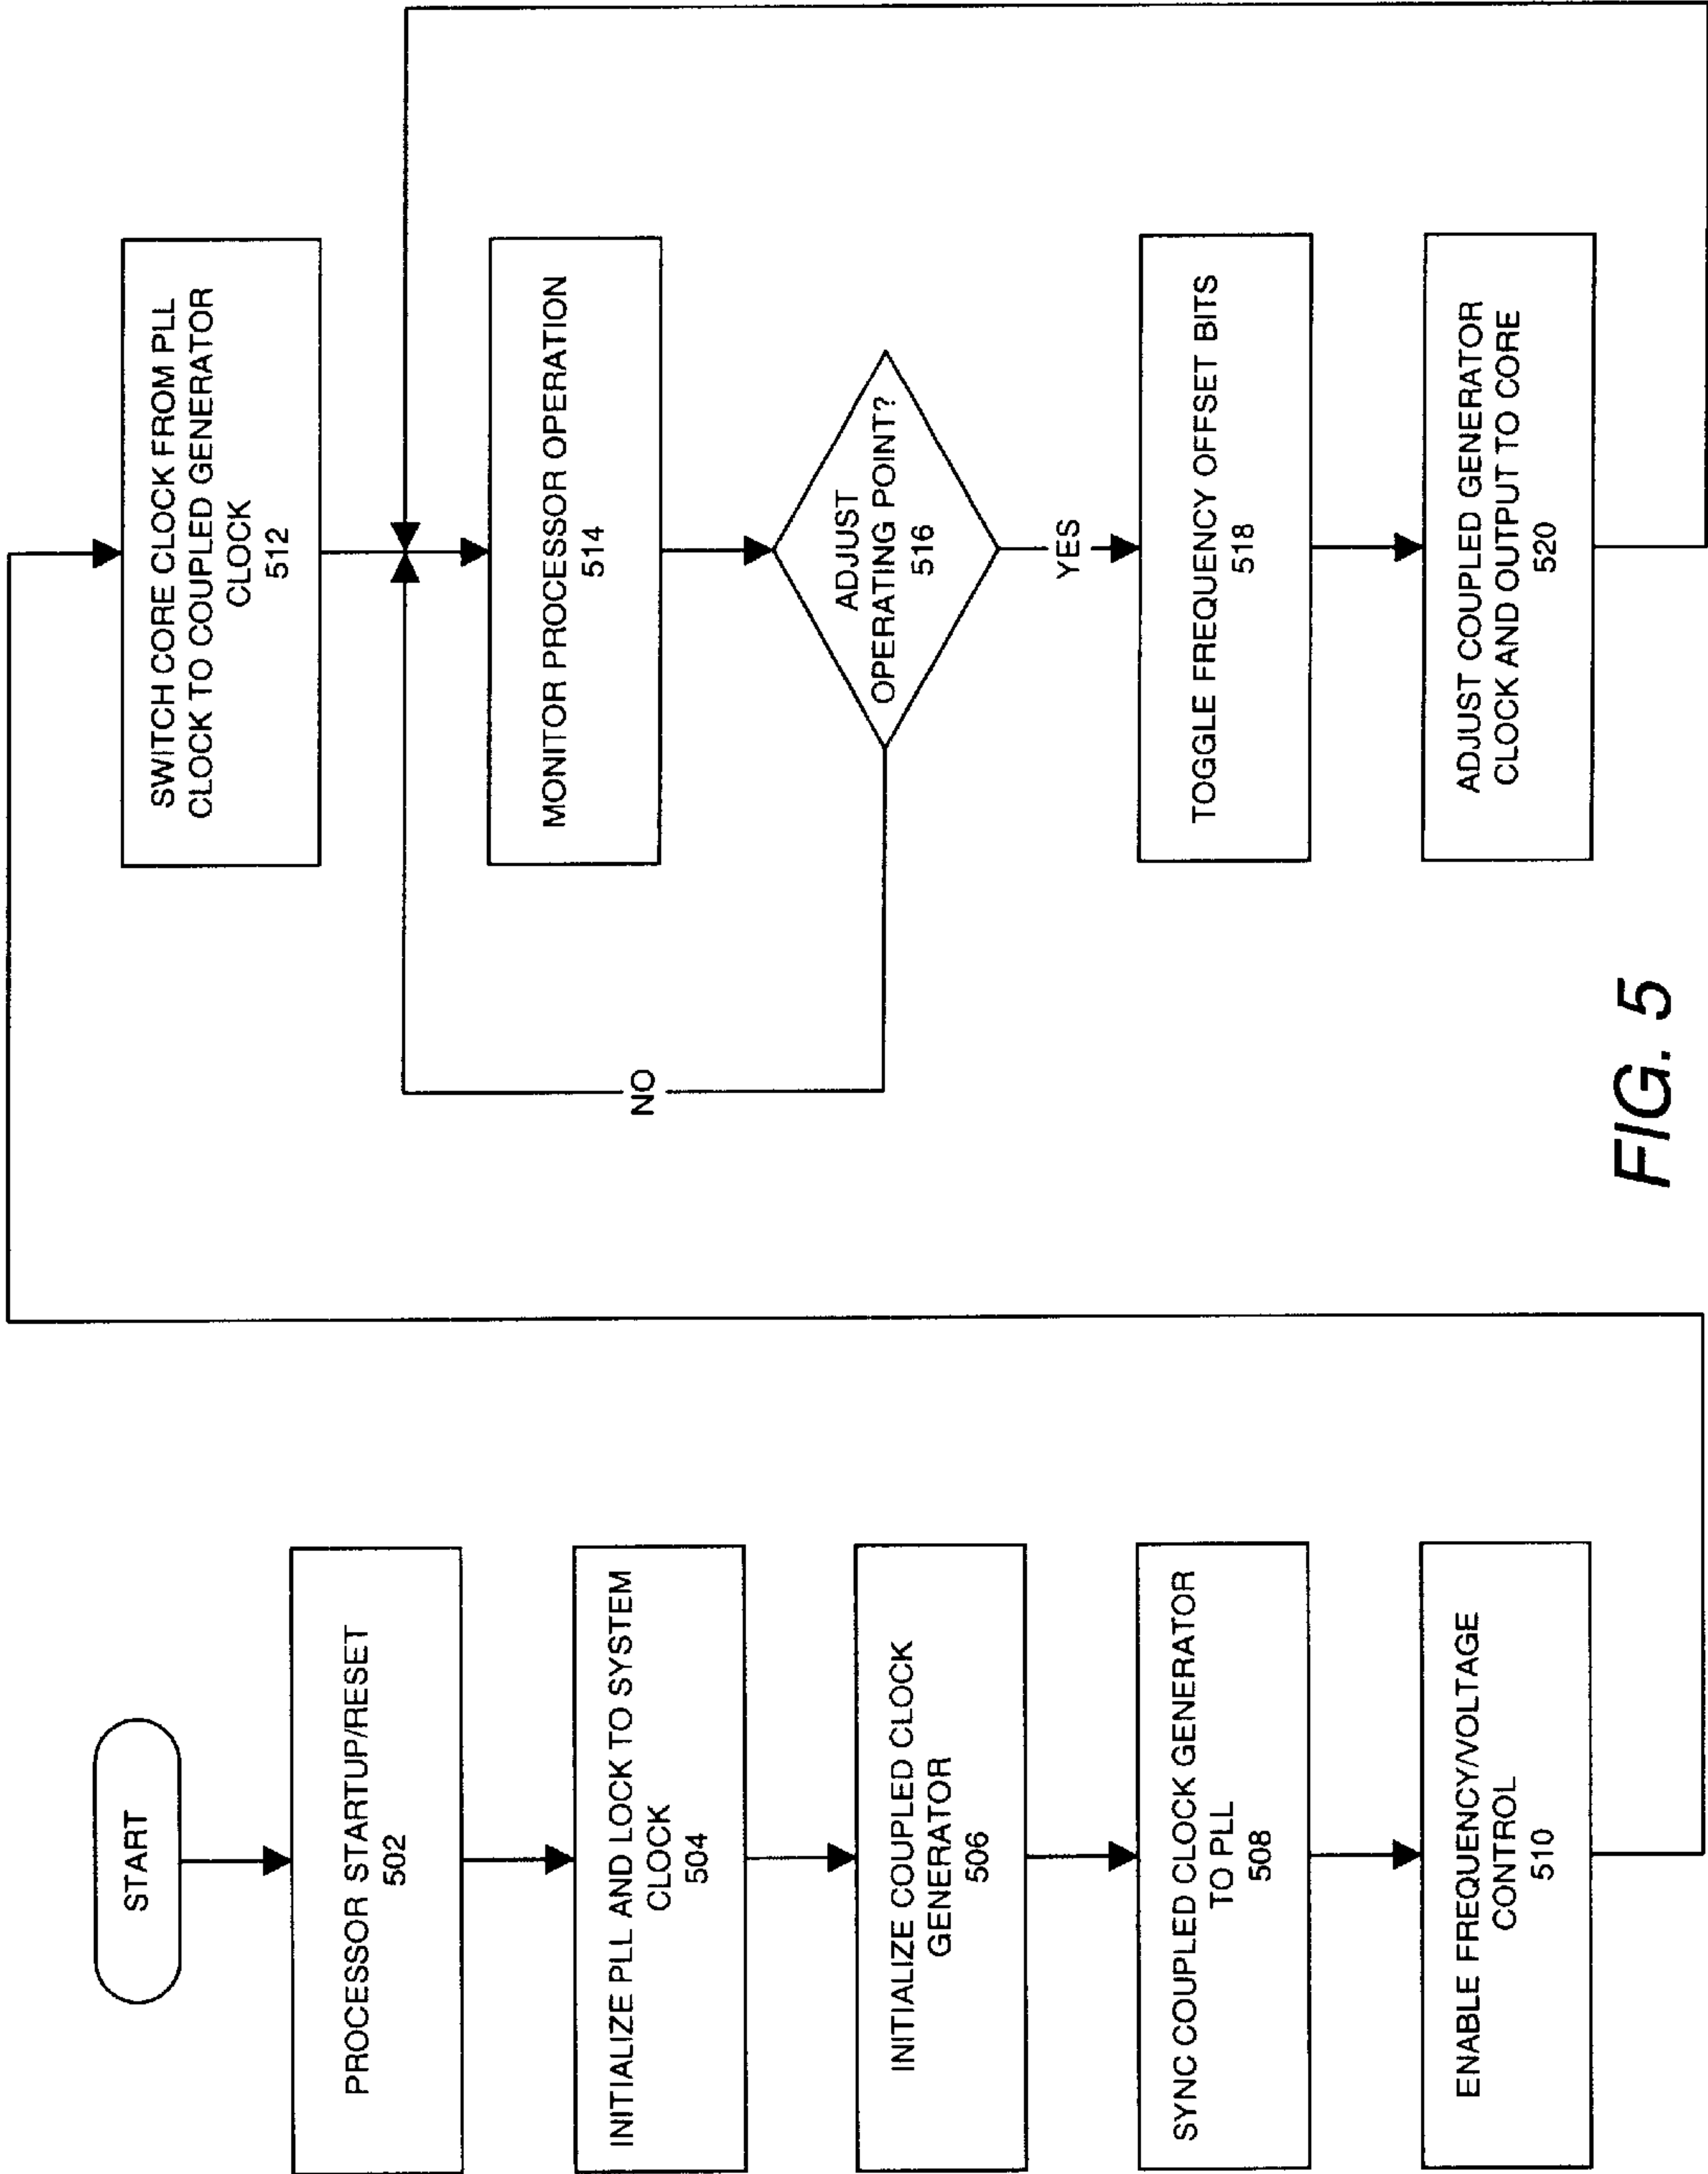 START
PROCESSOR STARTUP/RESET
502
INITIALIZE PLL AND LOCK TO SYSTEM
CLOCK
504
INITIALIZE COUPLED CLOCK
GENERATOR
506
SYNC COUPLED CLOCK GENERATOR
TO PLL
508
ENABLE FREQUENCY/VOLTAGE
CONTROL
510
SWITCH CORE CLOCK FROM PLL
CLOCK TO COUPLED GENERATOR
CLOCK
512
MONITOR PROCESSOR OPERATION
514
ADJUST
OPERATING POINT?
516
NO
YES
TOGGLE FREQUENCY OFFSET BITS
518
ADJUST COUPLED GENERATOR
CLOCK AND OUTPUT TO CORE
520
FIG. 5